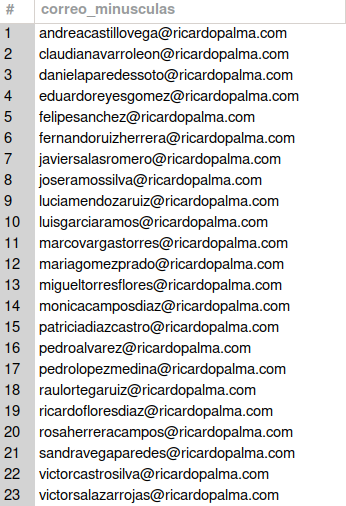 # correo_minusculas
1 andreacastillovega@ricardopalma.com
2 claudianavarroleon@ricardopalma.com
3 danielaparedessoto@ricardopalma.com
4 eduardoreyesgomez@ricardopalma.com
5 felipesanchez@ricardopalma.com
6 fernandoruizherrera@ricardopalma.com
7 javiersalasromero@ricardopalma.com
8 joseramossilva@ricardopalma.com
9 luciamendozaruiz@ricardopalma.com
10 luisgarciaramos@ricardopalma.com
11 marcovargastorres@ricardopalma.com
12 mariagomezprado@ricardopalma.com
13 migueltorresflores@ricardopalma.com
14 monicacamposdiaz@ricardopalma.com
15 patriciadiazcastro@ricardopalma.com
16 pedroalvarez@ricardopalma.com
17 pedrolopezmedina@ricardopalma.com
18 raulortegaruiz@ricardopalma.com
19 ricardofloresdiaz@ricardopalma.com
20 rosaherreracampos@ricardopalma.com
21 sandravegaparedes@ricardopalma.com
22 victorcastrosilva@ricardopalma.com
23 victorsalazarrojas@ricardopalma.com